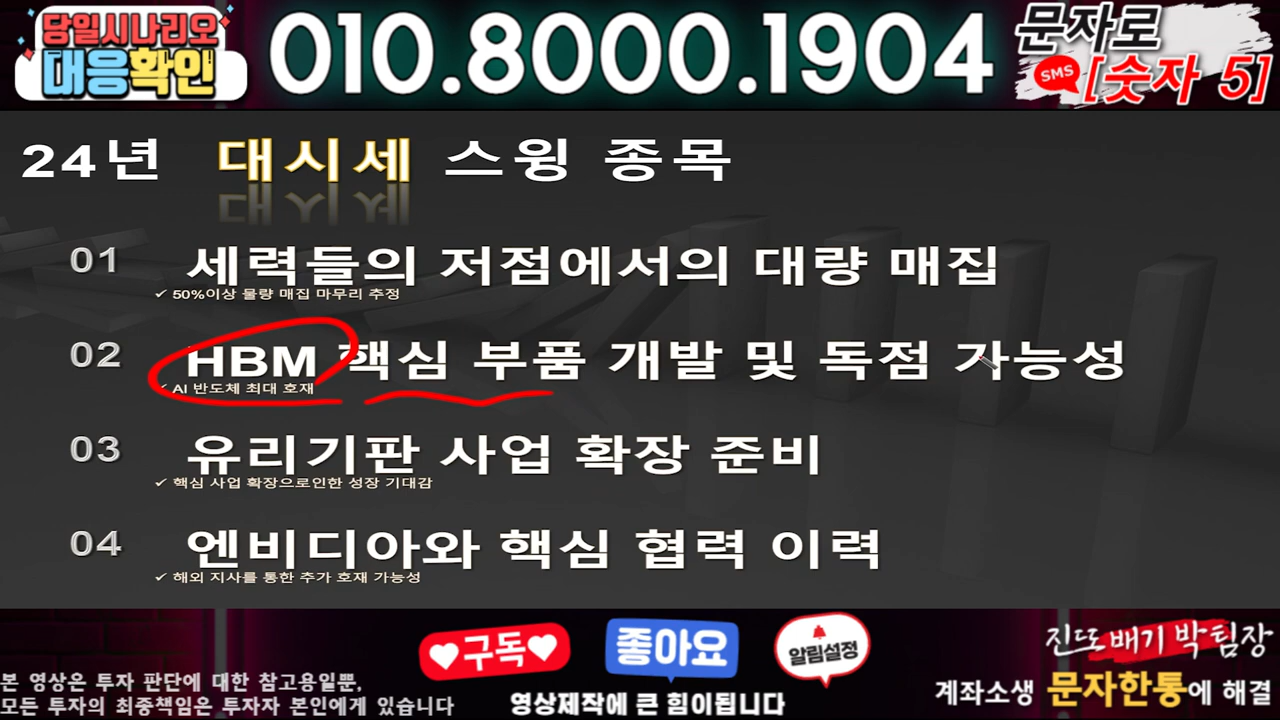 당일시나리오
대응확인
010.8000.1904
문자로
SMS
[숫자 5]
24년 대시세 스윙 종목
01 세력들의 저점에서의 대량 매집
✓ 50%이상 물량 매집 마무리 추정
02 HBM 핵심 부품 개발 및 독점 가능성
✓ AI 반도체 최대 호재
03 유리기판 사업 확장 준비
✓ 핵심 사업 확장으로인한 성장 기대감
04 엔비디아와 핵심 협력 이력
✓ 해외 지사를 통한 추가 호재 가능성
구독
좋아요
알림설정
영상제작에 큰 힘이됩니다
본 영상은 투자 판단에 대한 참고용일뿐,
모든 투자의 최종책임은 투자자 본인에게 있습니다
진또배기 박팀장
계좌소생 문자한통에 해결